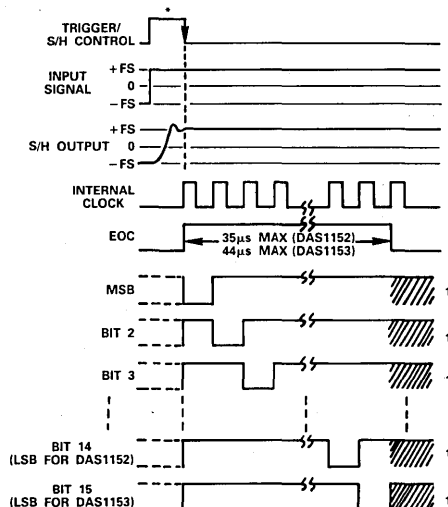 *
TRIGGER/
S/H CONTROL
INPUT
SIGNAL
+FS
0
−FS
S/H OUTPUT
+FS
0
−FS
INTERNAL
CLOCK
EOC
35μs MAX (DAS1152)
44μs MAX (DAS1153)
MSB
BIT 2
BIT 3
BIT 14
(LSB FOR DAS1152)
BIT 15
(LSB FOR DAS1153)